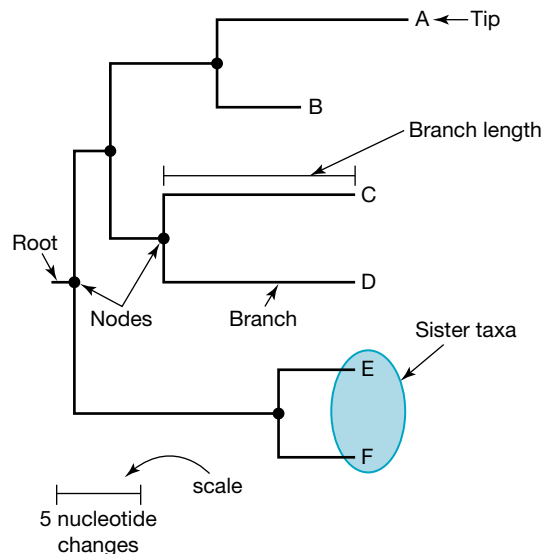 A
Tip
B
Branch length
C
Root
D
Nodes
Branch
Sister taxa
E
F
scale
5 nucleotide
changes